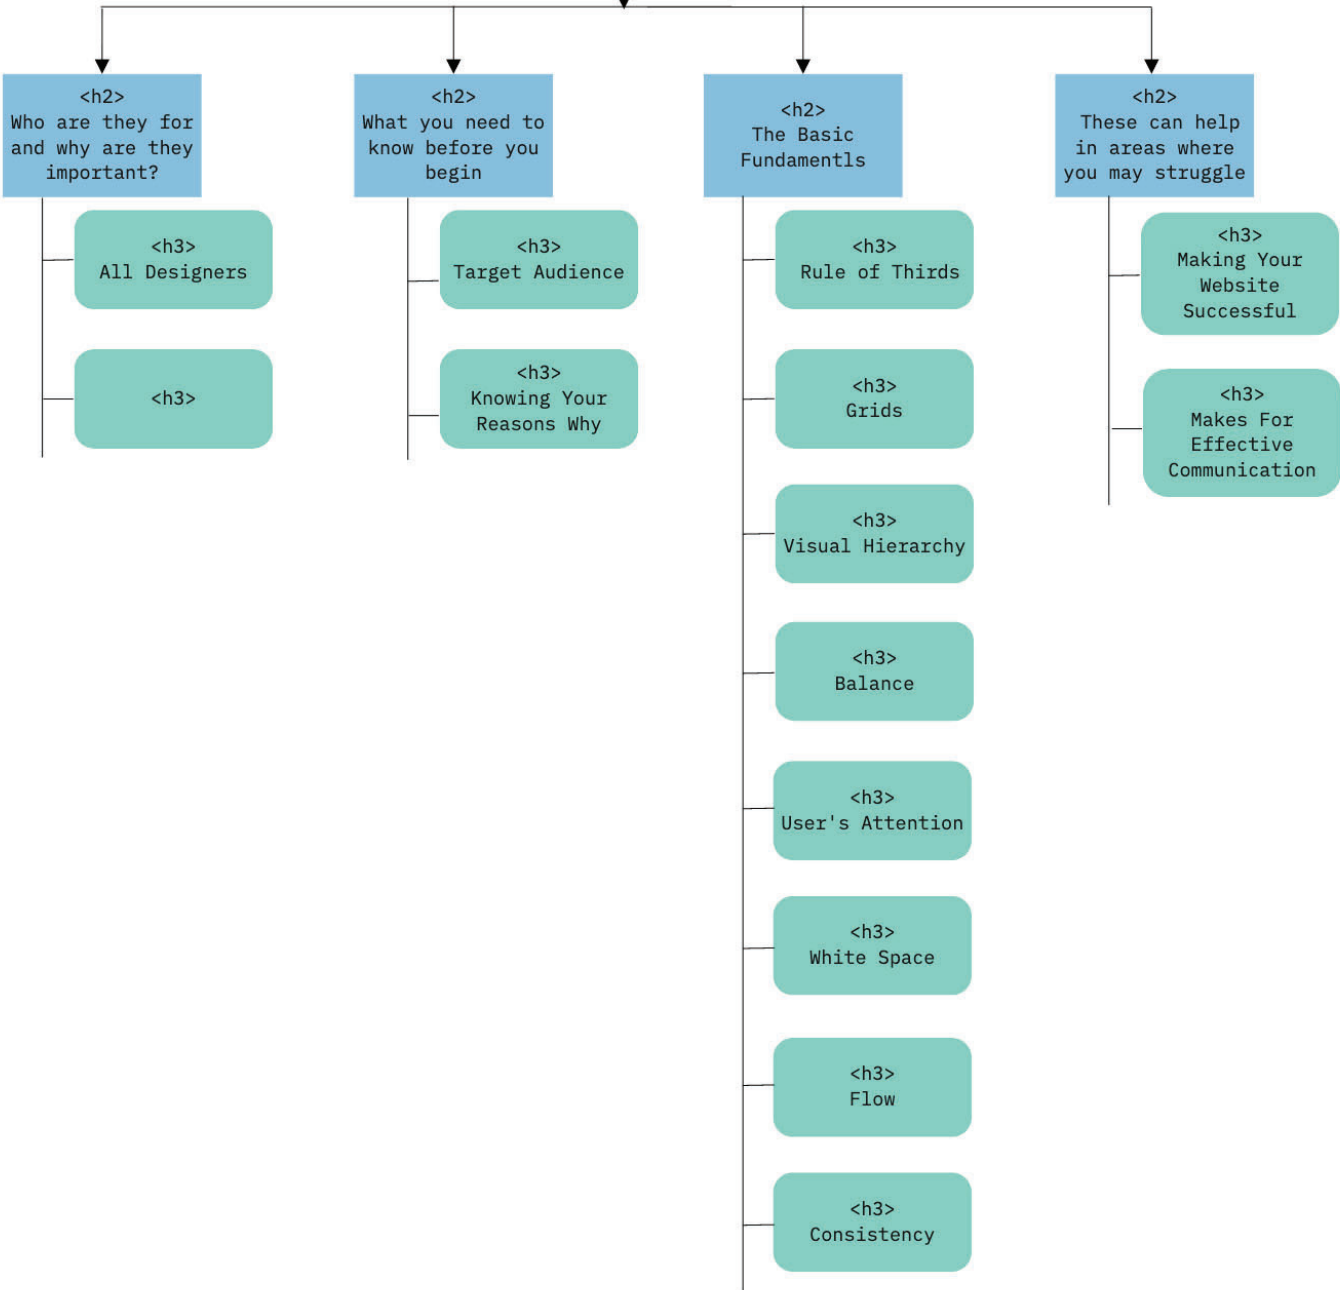 <h2>
Who are they for
and why are they
important?
<h3>
All Designers
<h3>
<h2>
What you need to
know before you
begin
<h3>
Target Audience
<h3>
Knowing Your
Reasons Why
<h2>
The Basic
Fundamentls
<h3>
Rule of Thirds
<h3>
Grids
<h3>
Visual Hierarchy
<h3>
Balance
<h3>
User's Attention
<h3>
White Space
<h3>
Flow
<h3>
Consistency
<h2>
These can help
in areas where
you may struggle
<h3>
Making Your
Website
Successful
<h3>
Makes For
Effective
Communication